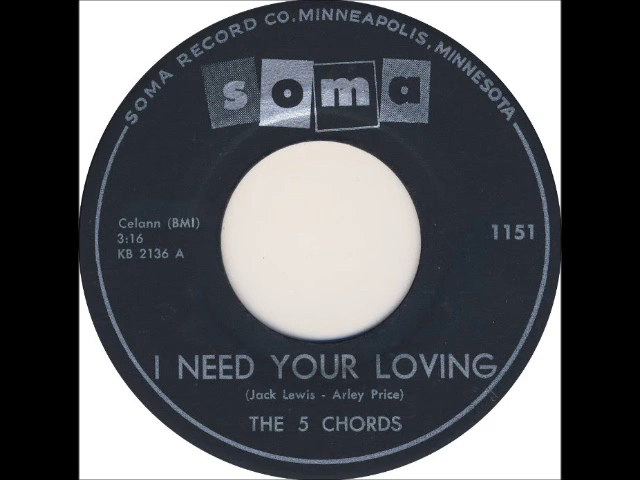 SOMA RECORD CO. MINNEAPOLIS, MINNESOTA
soma
Celann (BMI)
3:16
KB 2136 A
1151
I NEED YOUR LOVING
(Jack Lewis - Arley Price)
THE 5 CHORDS